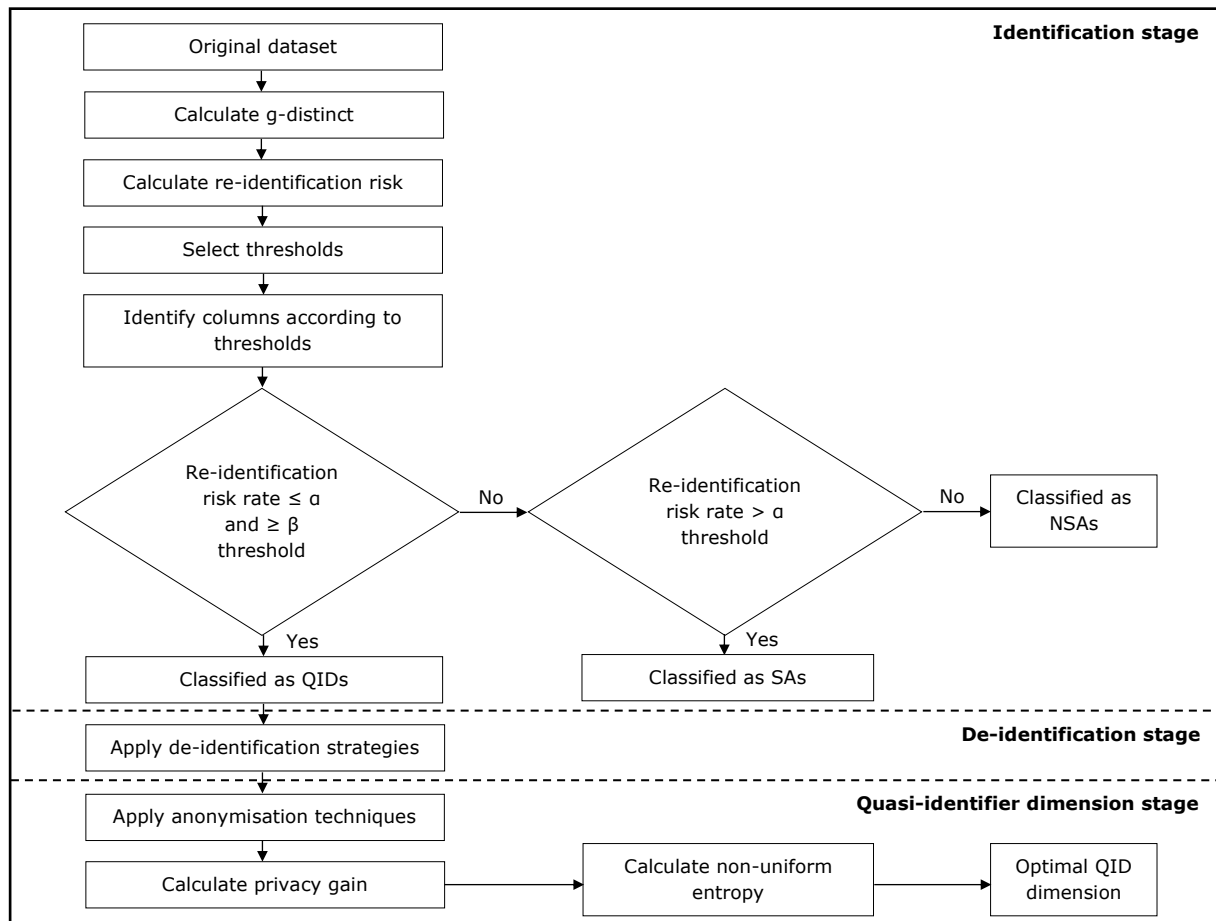 Identification stage
Original dataset
Calculate g-distinct
Calculate re-identification risk
Select thresholds
Identify columns according to
thresholds
Re-identification
risk rate ≤ α
and ≥ β
threshold
No
Re-identification
risk rate > α
threshold
No
Classified as
NSAs
Yes
Yes
Classified as QIDs
Classified as SAs
De-identification stage
Apply de-identification strategies
Quasi-identifier dimension stage
Apply anonymisation techniques
Calculate privacy gain
Calculate non-uniform
entropy
Optimal QID
dimension